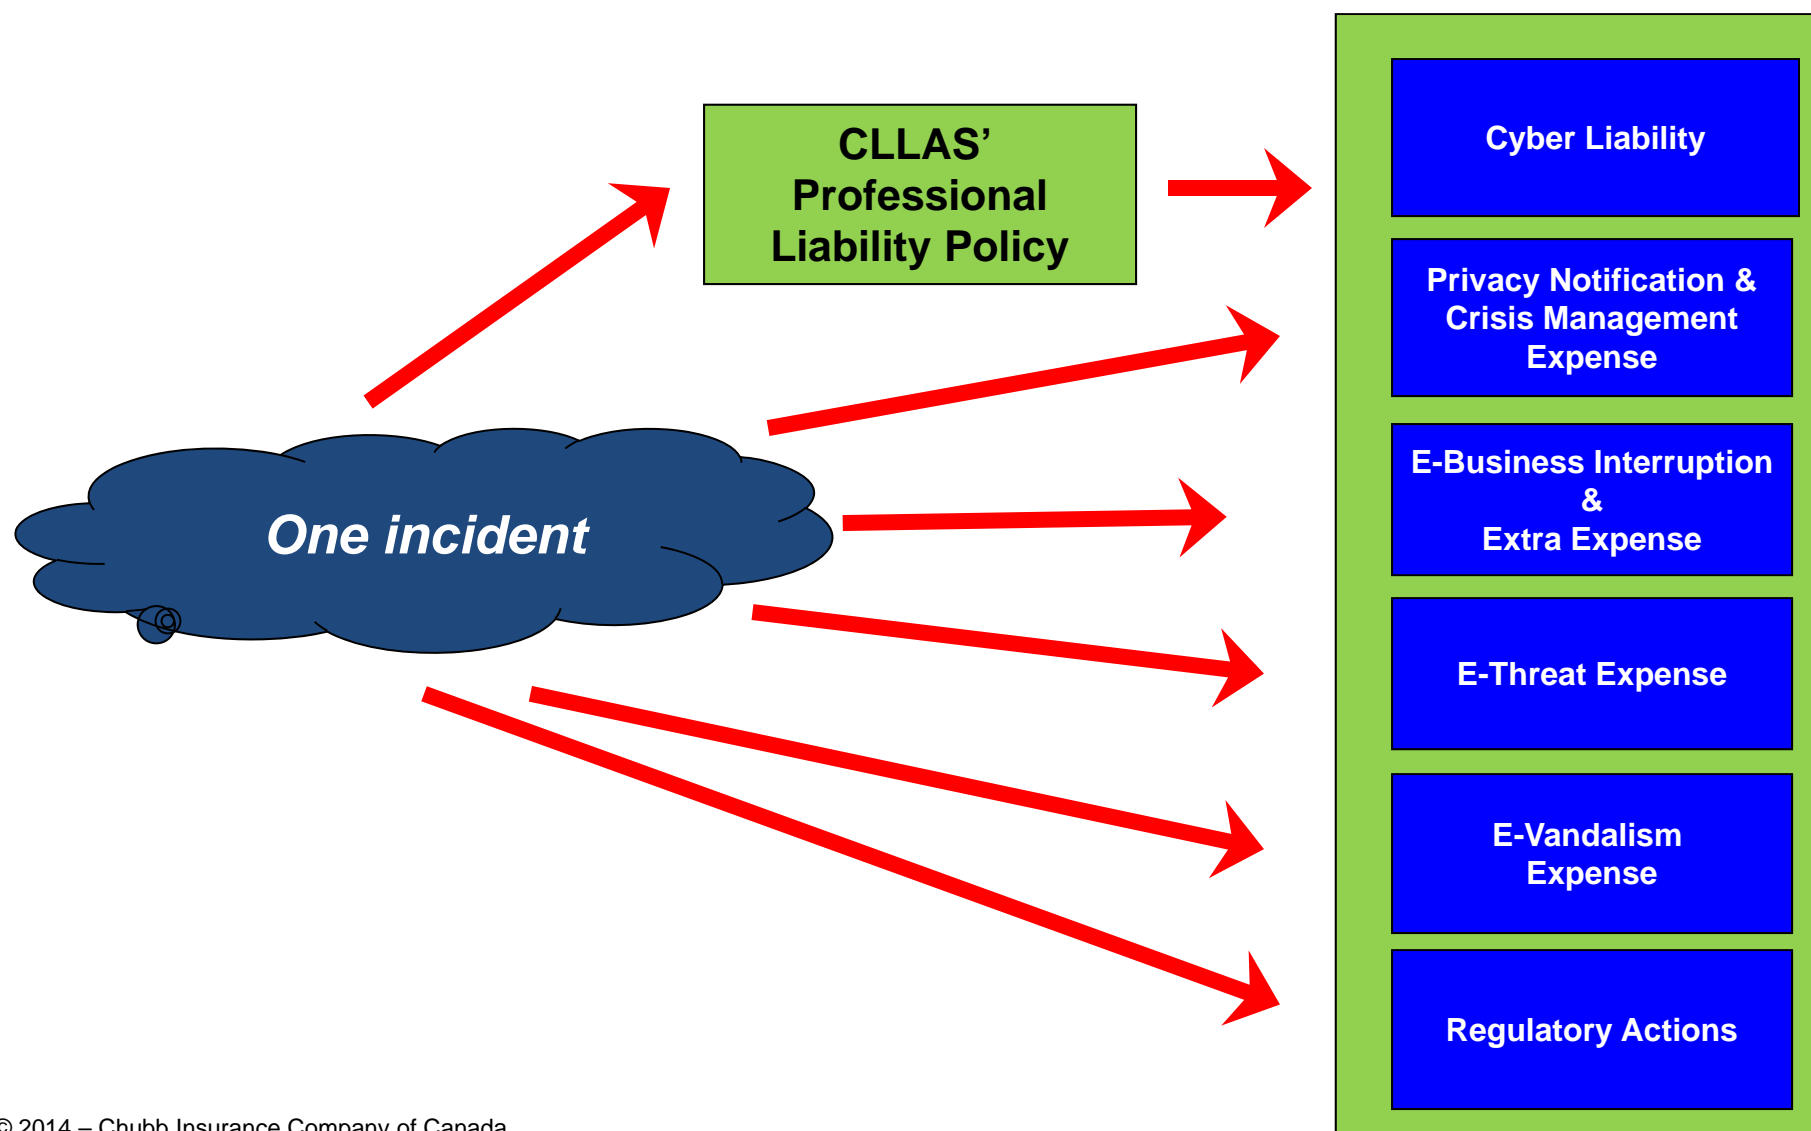 CLLAS’
Professional
Liability Policy
Cyber Liability
Privacy Notification &
Crisis Management
Expense
One incident
E-Business Interruption
&
Extra Expense
E-Threat Expense
E-Vandalism
Expense
Regulatory Actions
© 2014 – Chubb Insurance Company of Canada